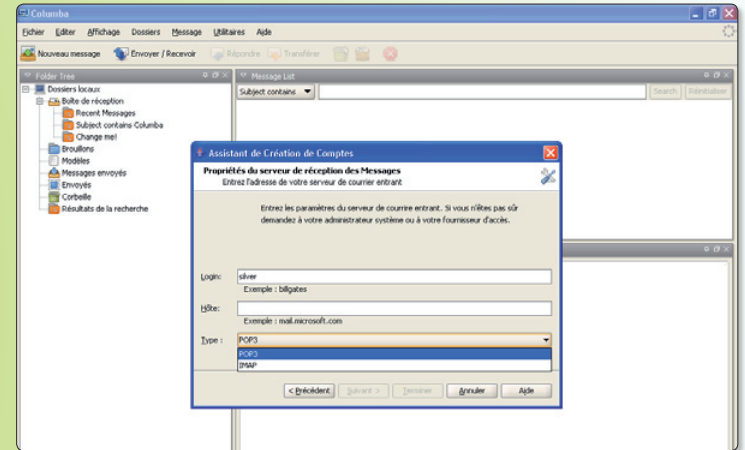 Columba
Fichier Editer Affichage Dossiers Message Utilitaires Aide
Nouveau message Envoyer / Recevoir Répondre Transférer
Folder Tree
Message List
Dossiers locaux
Subject contains
Search Réinitialiser
Boîte de réception
Recent Messages
Subject contains-Columba
Change me!
Brouillons
Modèles
Messages envoyés
Envoyés
Corbeille
Résultats de la recherche
Assistant de Création de Comptes
Propriétés du serveur de réception des Messages
Entrez l'adresse de votre serveur de courrier entrant
Entrez les paramètres du serveur de courrire entrant. Si vous n'êtes pas sûr
demandez à votre administrateur système ou à votre fournisseur d'accès.
Login: silver
Exemple : billgates
Hôte:
Exemple : mail.microsoft.com
Type : POP3
POP3
IMAP
< Précédent Suivant > Terminer Annuler Aide